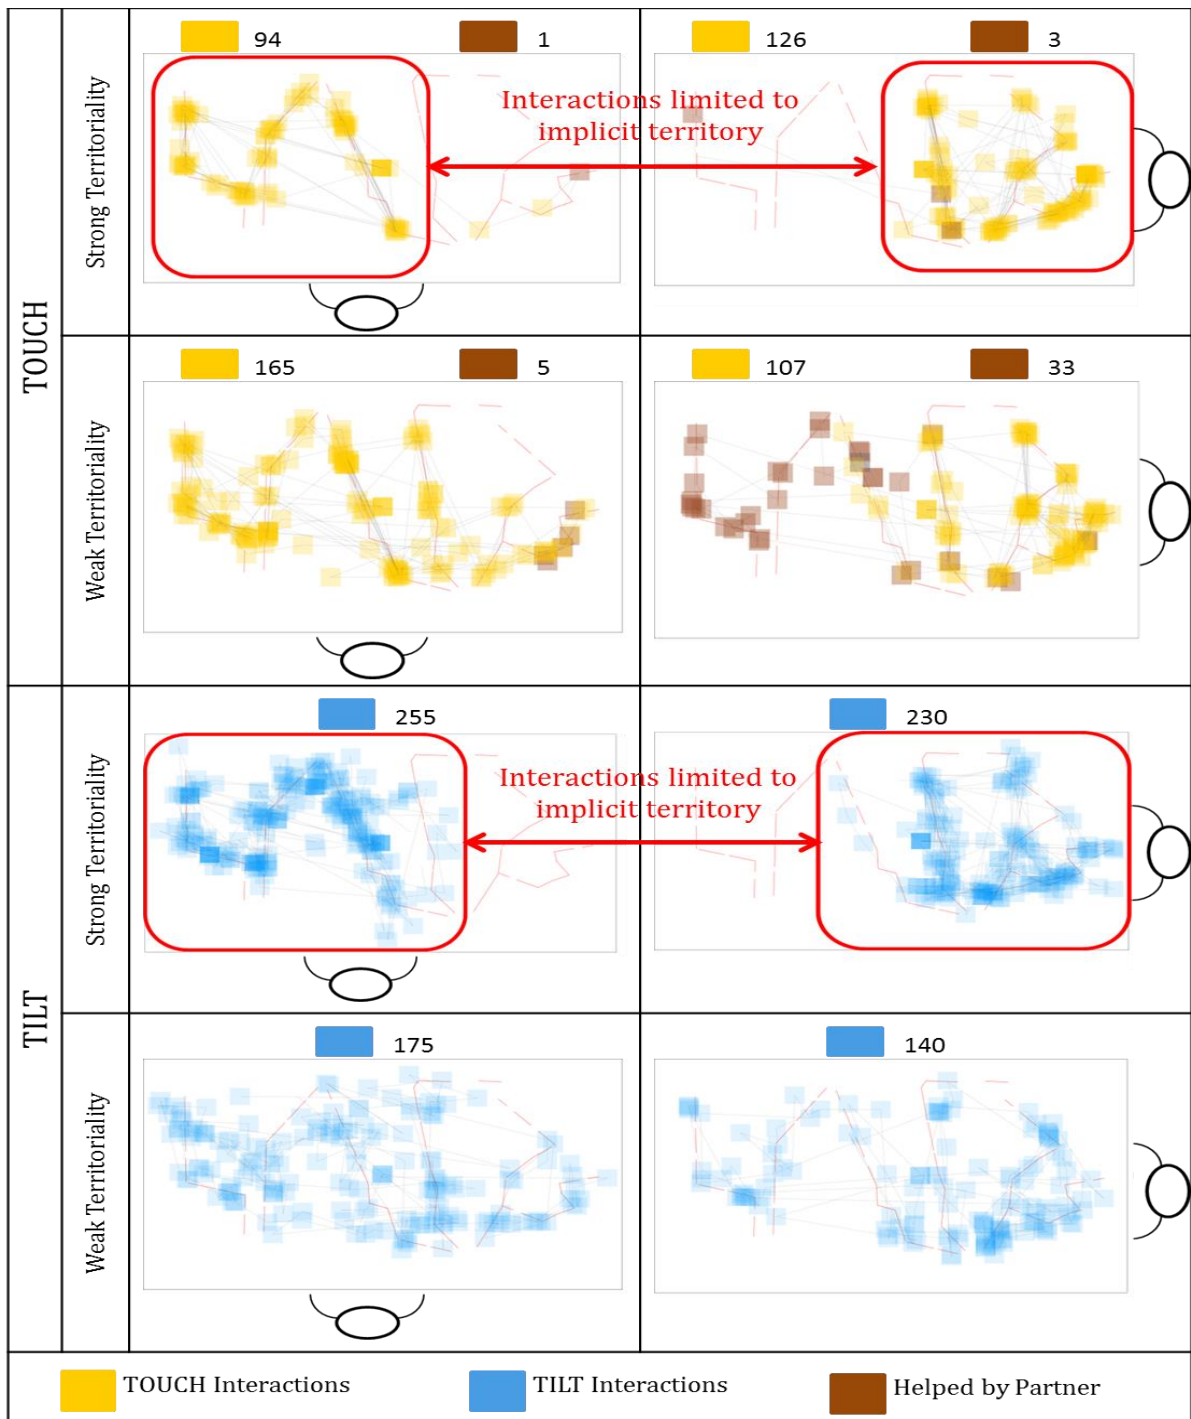 TOUCH
Strong Territoriality
94
1
126
3
Interactions limited to
implicit territory
Weak Territoriality
165
5
107
33
TILT
Strong Territoriality
255
230
Interactions limited to
implicit territory
Weak Territoriality
175
140
TOUCH Interactions
TILT Interactions
Helped by Partner